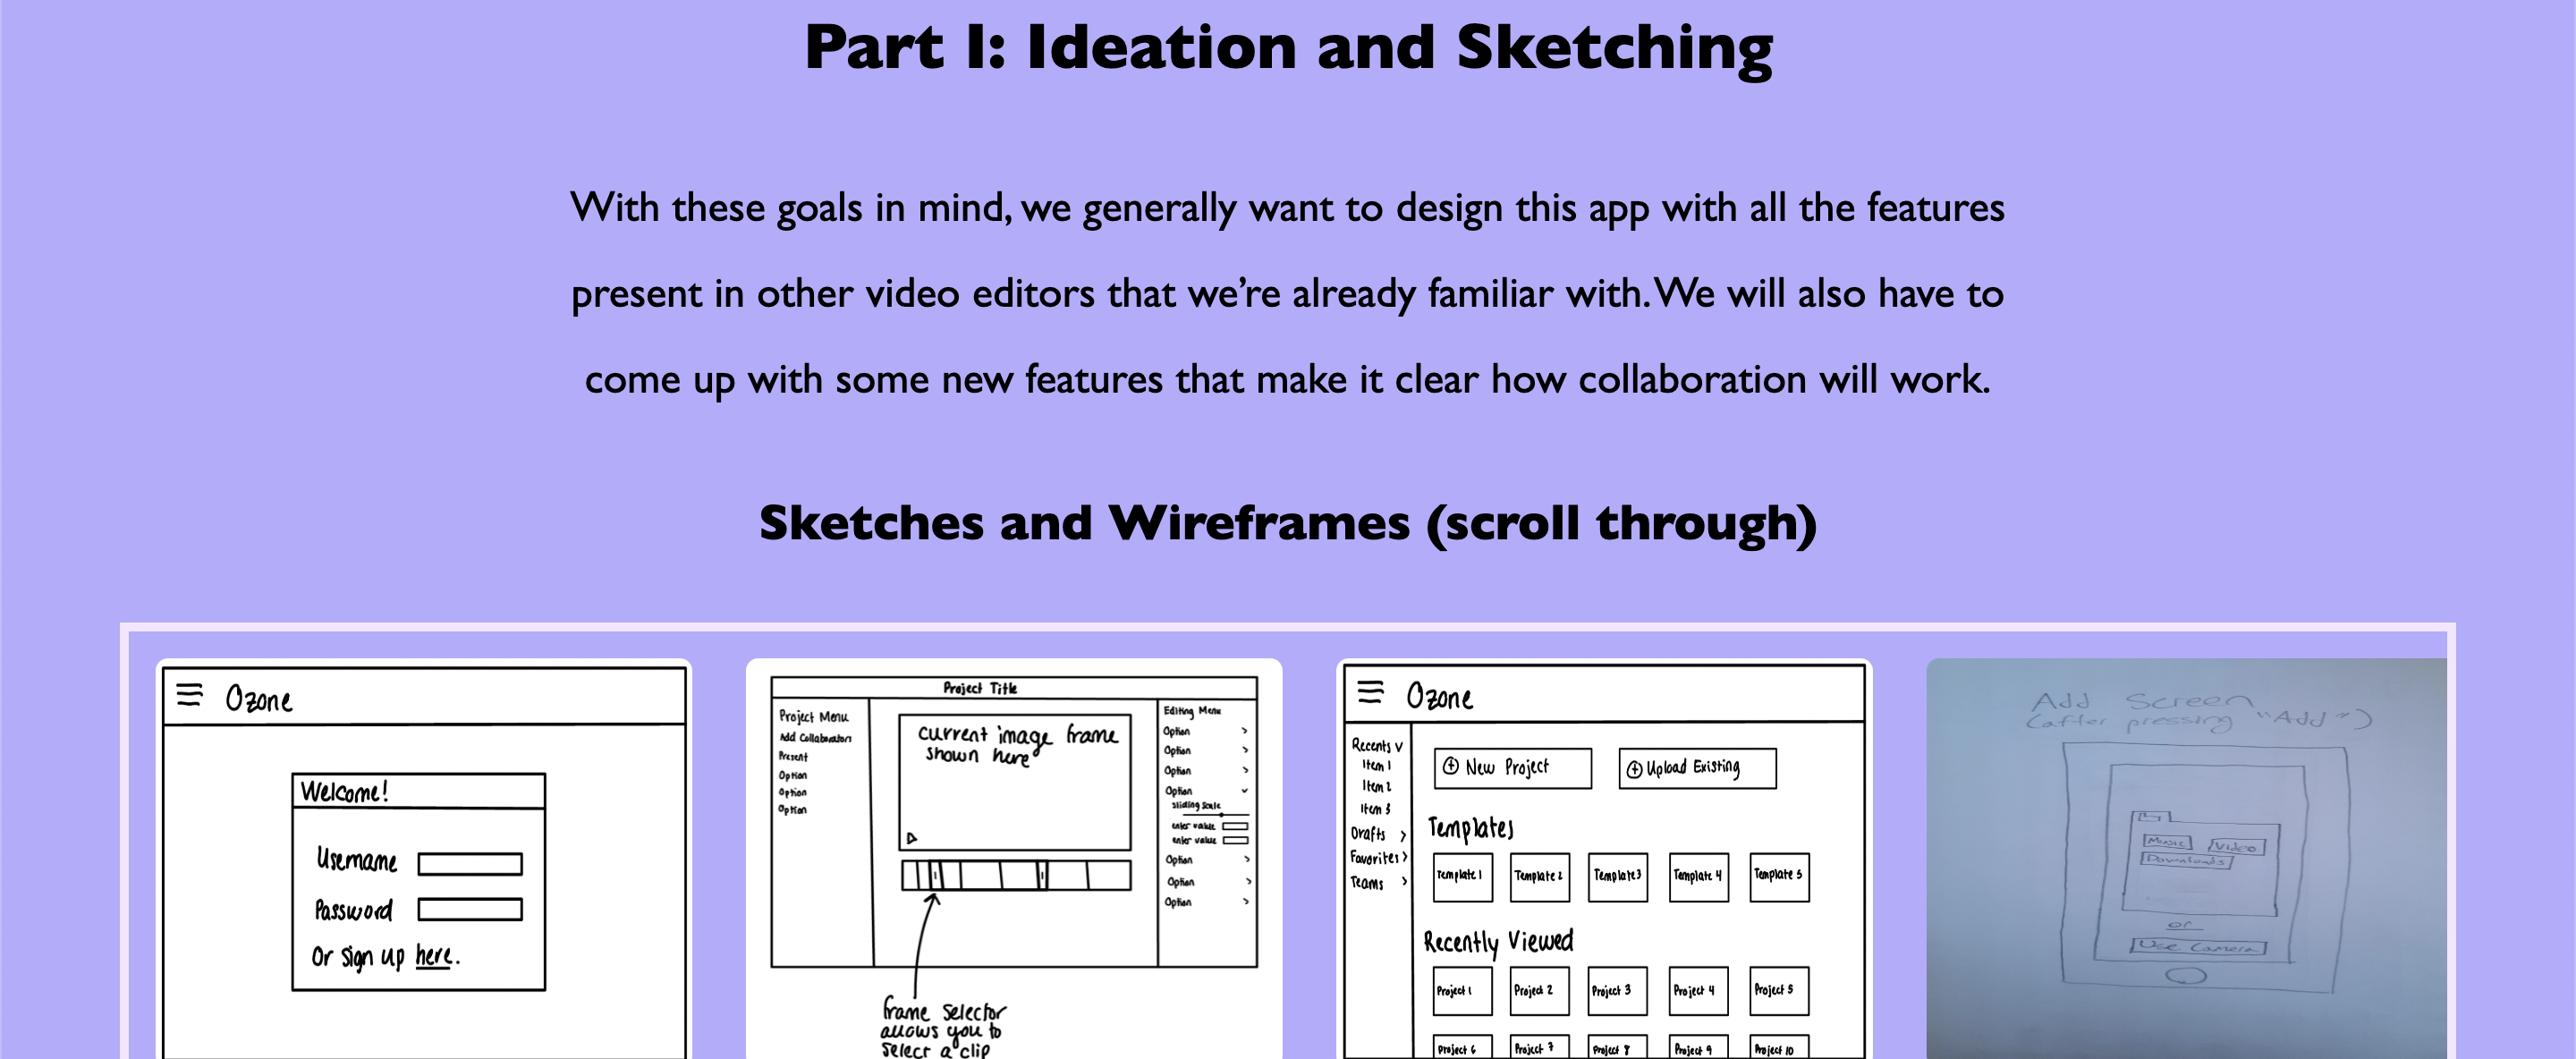 Part I: Ideation and Sketching
With these goals in mind, we generally want to design this app with all the features
present in other video editors that we're already familiar with. We will also have to
come up with some new features that make it clear how collaboration will work.
Sketches and Wireframes (scroll through)
Ozone
Welcome!
Username
Password
Or sign up here.
Project Title
Project Menu
Add Collaborators
Present
Option
Option
Option
current image frame
shown here
Editing Menu
Option >
Option >
Option >
Option
sliding scale
enter value
enter value
Option >
Option >
Option >
frame selector
allows you to
select a clip
Ozone
Recents v
Item 1
Item 2
Item 3
Drafts >
Favorites >
Teams >
New Project
Upload Existing
Templates
Template 1
Template 2
Template 3
Template 4
Template 5
Recently Viewed
Project 1
Project 2
Project 3
Project 4
Project 5
Project 6
Project 7
Project 8
Project 9
Project 10
Add Screen
(after pressing "Add")
Music
Video
Downloads
or
Use Camera